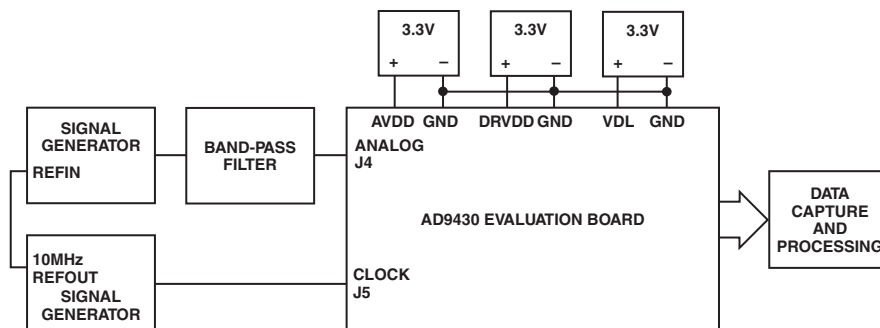 3.3V
+ −
3.3V
+ −
3.3V
+ −
AVDD GND DRVDD GND VDL GND
SIGNAL
GENERATOR
REFIN
BAND-PASS
FILTER
ANALOG
J4
AD9430 EVALUATION BOARD
DATA
CAPTURE
AND
PROCESSING
10MHz
REFOUT
SIGNAL
GENERATOR
CLOCK
J5